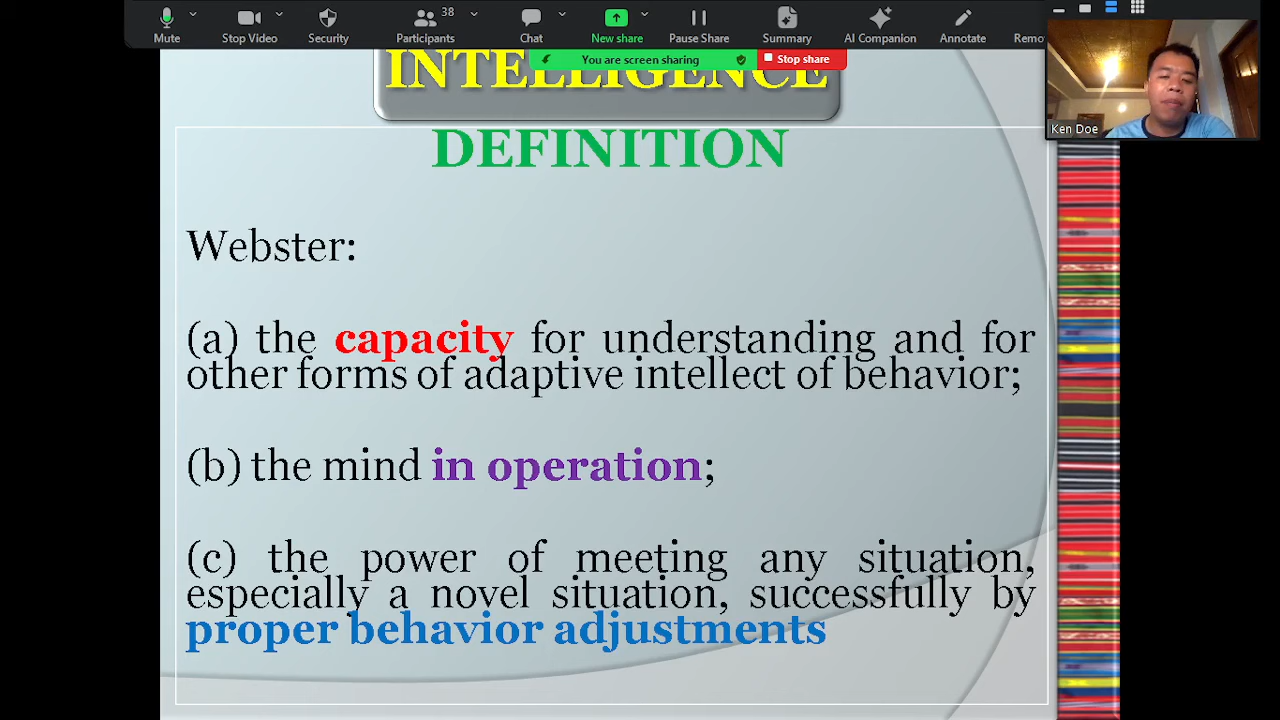 38
Mute
Stop Video
Security
Participants
Chat
New share
Pause Share
Summary
AI Companion
Annotate
Remo
You are screen sharing
Stop share
Ken Doe
INTELLIGENCE
DEFINITION
Webster:
(a) the capacity for understanding and for
other forms of adaptive intellect of behavior;
(b) the mind in operation;
(c) the power of meeting any situation,
especially a novel situation, successfully by
proper behavior adjustments